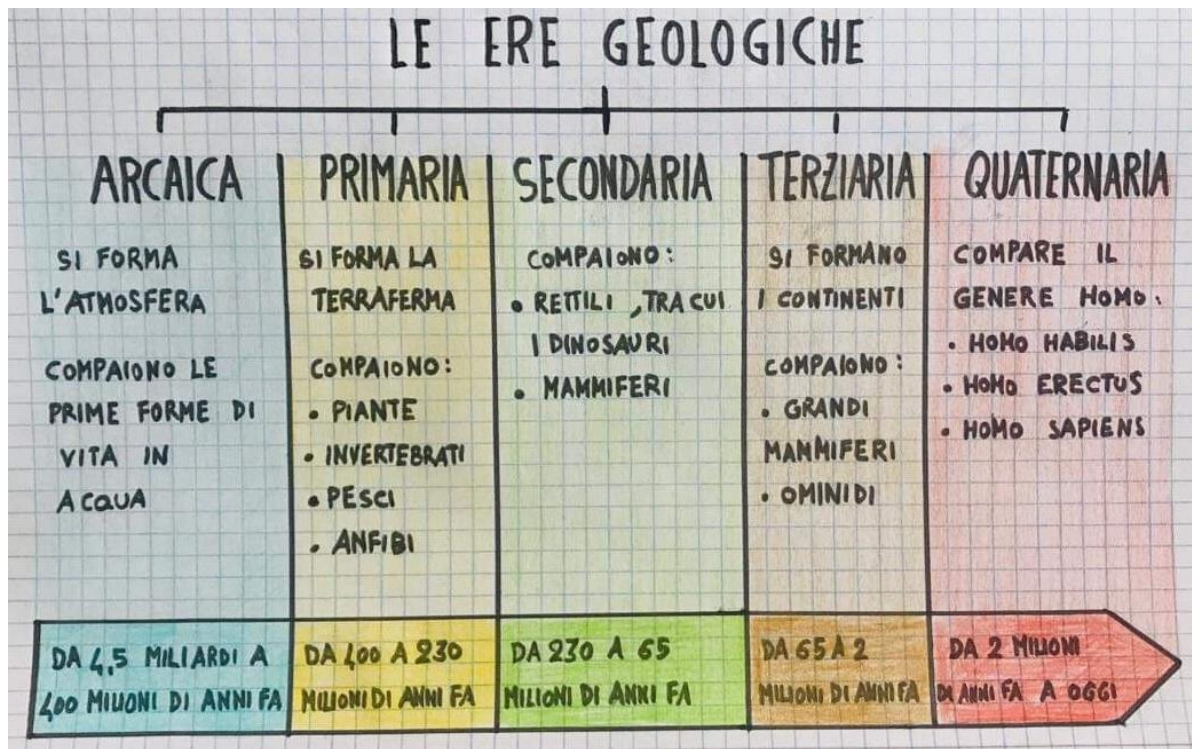 LE ERE GEOLOGICHE
ARCAICA
SI FORMA
L'ATMOSFERA
COMPAIONO LE
PRIME FORME DI
VITA IN
ACQUA
DA 4,5 MILIARDI A
400 MILIONI DI ANNI FA
PRIMARIA
SI FORMA LA
TERRAFERMA
COMPAIONO:
• PIANTE
• INVERTEBRATI
• PESCI
• ANFIBI
DA 400 A 230
MILIONI DI ANNI FA
SECONDARIA
COMPAIONO:
• RETTILI, TRA CUI
I DINOSAURI
• MAMMIFERI
DA 230 A 65
MILIONI DI ANNI FA
TERZIARIA
SI FORMANO
I CONTINENTI
COMPAIONO:
• GRANDI
MAMMIFERI
• OMINIDI
DA 65 A 2
MILIONI DI ANNI FA
QUATERNARIA
COMPARE IL
GENERE HOMO:
• HOMO HABILIS
• HOMO ERECTUS
• HOMO SAPIENS
DA 2 MILIONI
DI ANNI FA A OGGI